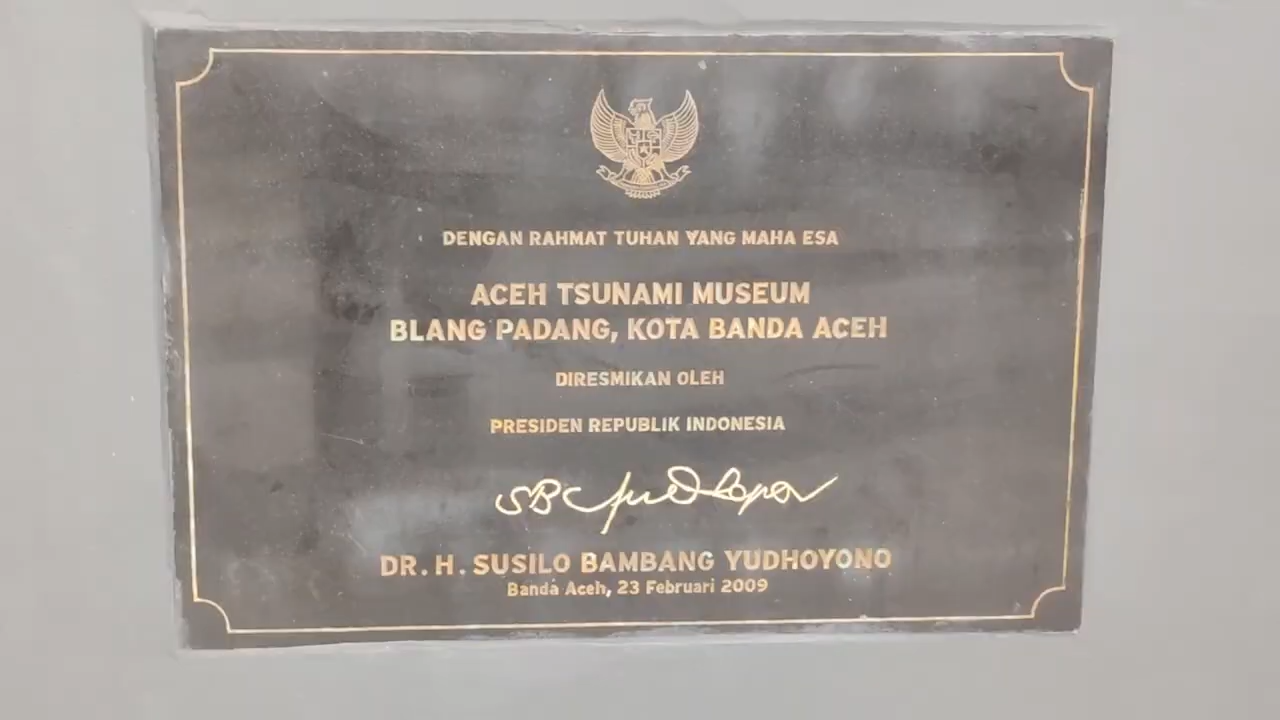 DENGAN RAHMAT TUHAN YANG MAHA ESA
ACEH TSUNAMI MUSEUM
BLANG PADANG, KOTA BANDA ACEH
DIRESMIKAN OLEH
PRESIDEN REPUBLIK INDONESIA
DR. H. SUSILO BAMBANG YUDHOYONO
Banda Aceh, 23 Februari 2009